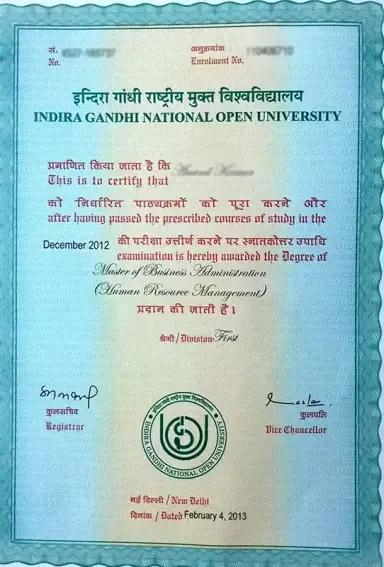 सं.
No.
अनुक्रमांक
Enrolment No.
इन्दिरा गांधी राष्ट्रीय मुक्त विश्वविद्यालय
INDIRA GANDHI NATIONAL OPEN UNIVERSITY
प्रमाणित किया जाता है कि
This is to certify that
को निर्धारित पाठ्यक्रमों को पूरा करने और
after having passed the prescribed courses of study in the
December 2012 की परीक्षा उत्तीर्ण करने पर स्नातकोत्तर उपाधि
examination is hereby awarded the Degree of
Master of Business Administration
(Human Resource Management)
प्रदान की जाती है।
श्रेणी / Division First
कुलसचिव
Registrar
कुलपति
Vice Chancellor
इन्दिरा गांधी राष्ट्रीय मुक्त विश्वविद्यालय
INDIRA GANDHI NATIONAL OPEN UNIVERSITY
नई दिल्ली / New Delhi
दिनांक / Dated February 4, 2013